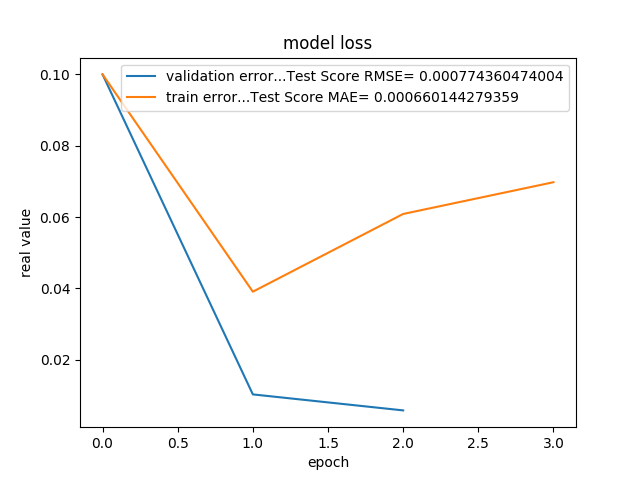 model loss
validation error...Test Score RMSE= 0.000774360474004
train error...Test Score MAE= 0.000660144279359
real value
0.10
0.08
0.06
0.04
0.02
0.0 0.5 1.0 1.5 2.0 2.5 3.0
epoch